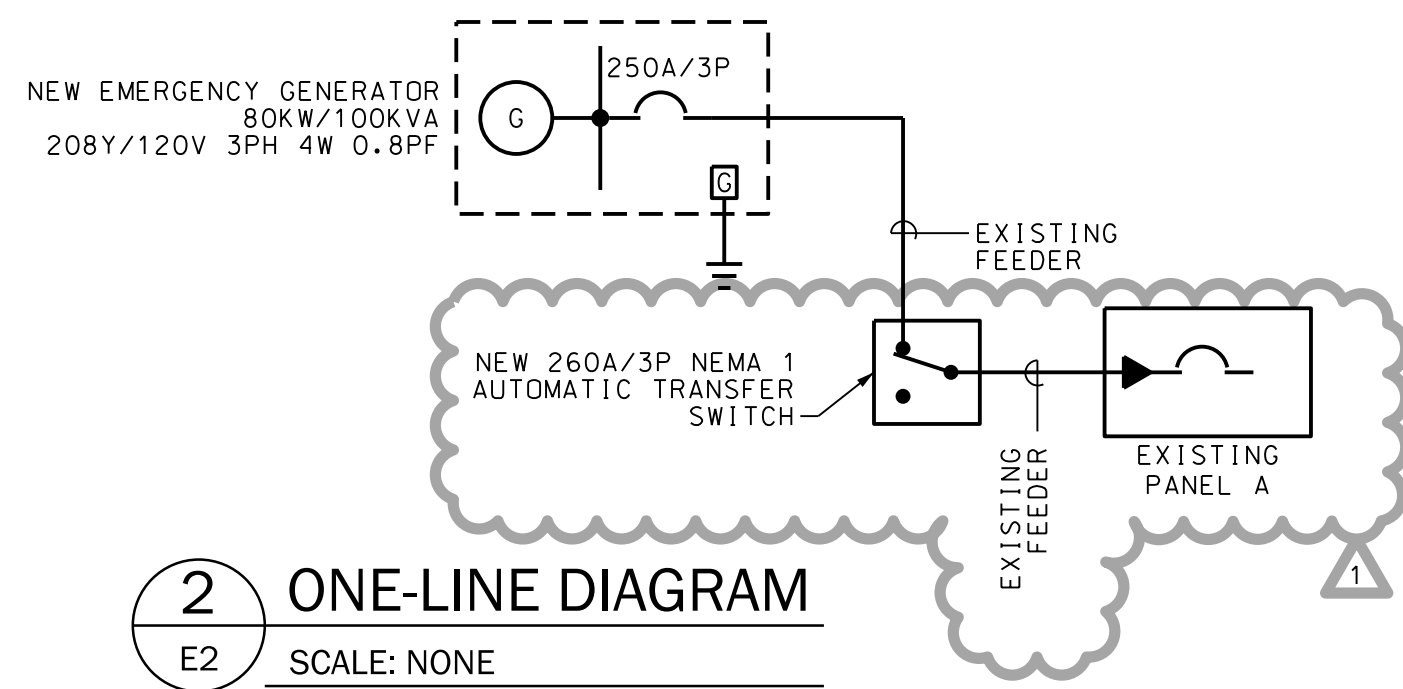 250A/3P
NEW EMERGENCY GENERATOR
80KW/100KVA
208Y/120V 3PH 4W 0.8PF
G
G
EXISTING
FEEDER
NEW 260A/3P NEMA 1
AUTOMATIC TRANSFER
SWITCH
EXISTING
FEEDER
EXISTING
PANEL A
1
2
E2
ONE-LINE DIAGRAM
SCALE: NONE